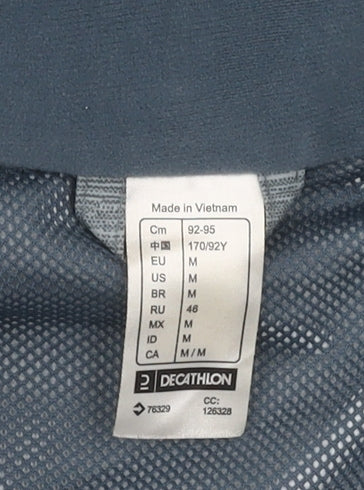 Made in Vietnam
Cm 92-95
中国 170/92Y
EU M
US M
BR M
RU 46
MX M
ID M
CA M / M
DECATHLON
76329 CC: 126328